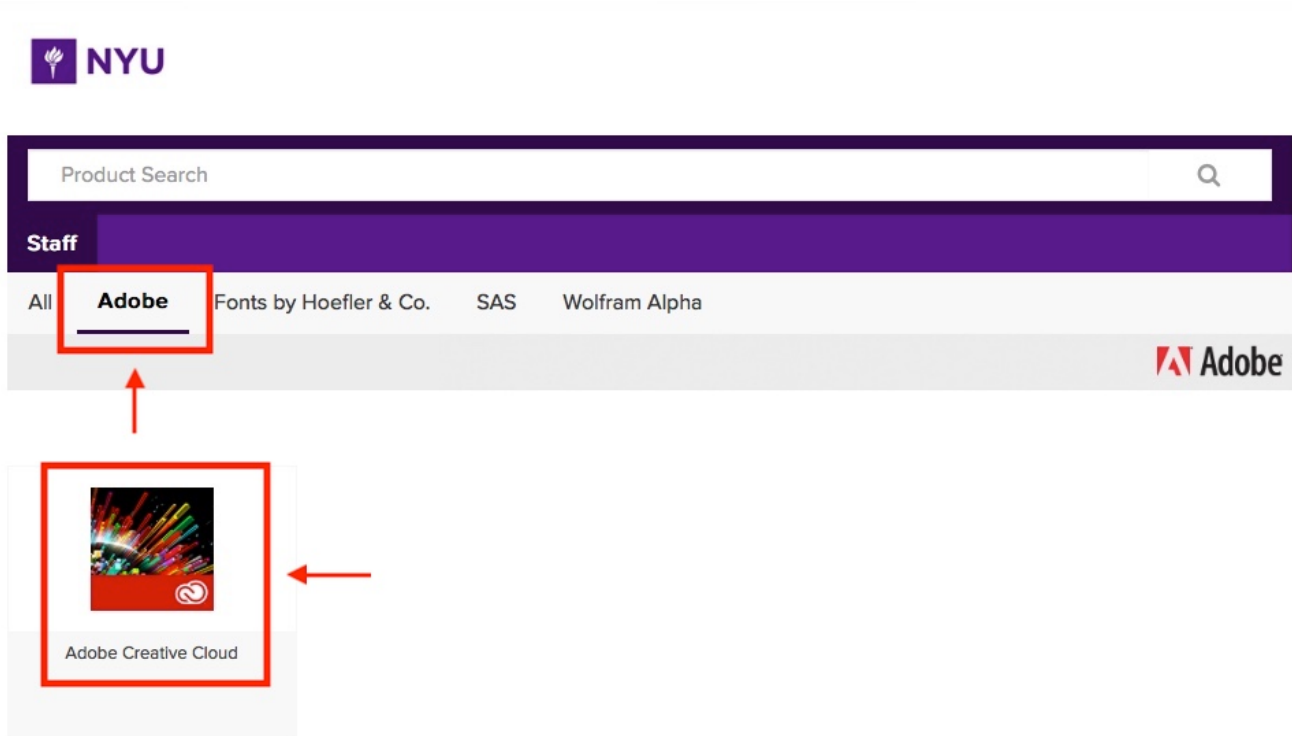 NYU
Product Search
Staff
All Adobe Fonts by Hoefler & Co. SAS Wolfram Alpha
Adobe
Adobe Creative Cloud